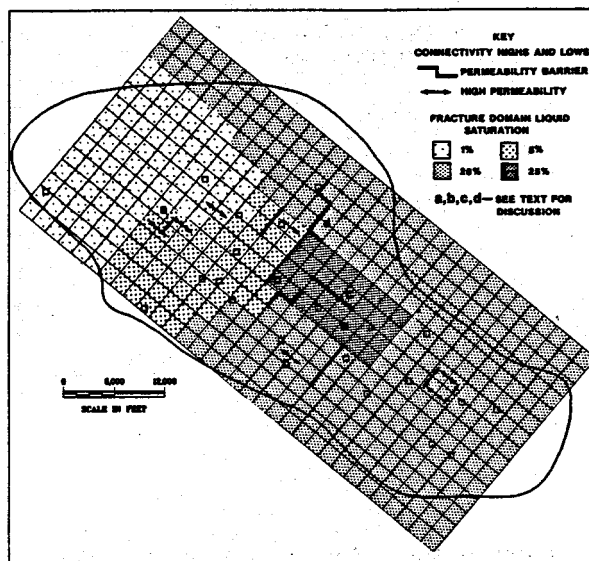 KEY
CONNECTIVITY HIGHS AND LOWS
PERMEABILITY BARRIER
HIGH PERMEABILITY
FRACTURE DOMAIN LIQUID
SATURATION
1% 5%
20% 25%
a,b,c,d— SEE TEXT FOR
DISCUSSION
0 6,000 12,000
SCALE IN FEET